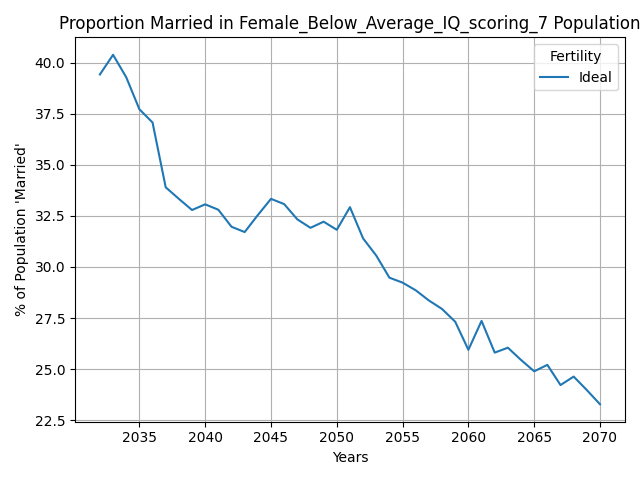 Proportion Married in Female_Below_Average_IQ_scoring_7 Population
Fertility
Ideal
% of Population 'Married'
40.0
37.5
35.0
32.5
30.0
27.5
25.0
22.5
2035 2040 2045 2050 2055 2060 2065 2070
Years